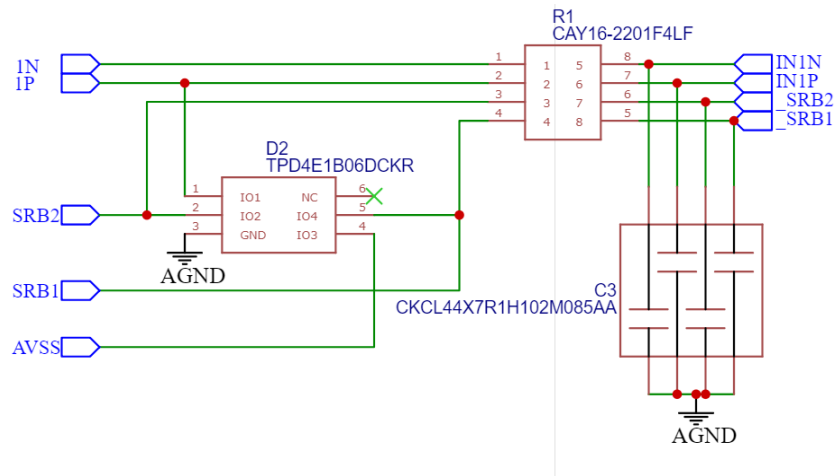 R1
CAY16-2201F4LF
1N
1P
1
2
3
4
1 5
2 6
3 7
4 8
8
7
6
5
IN1N
IN1P
_SRB2
_SRB1
D2
TPD4E1B06DCKR
1
2
3
IO1 NC
IO2 IO4
GND IO3
6
5
4
SRB2
AGND
SRB1
AVSS
C3
CKCL44X7R1H102M085AA
AGND